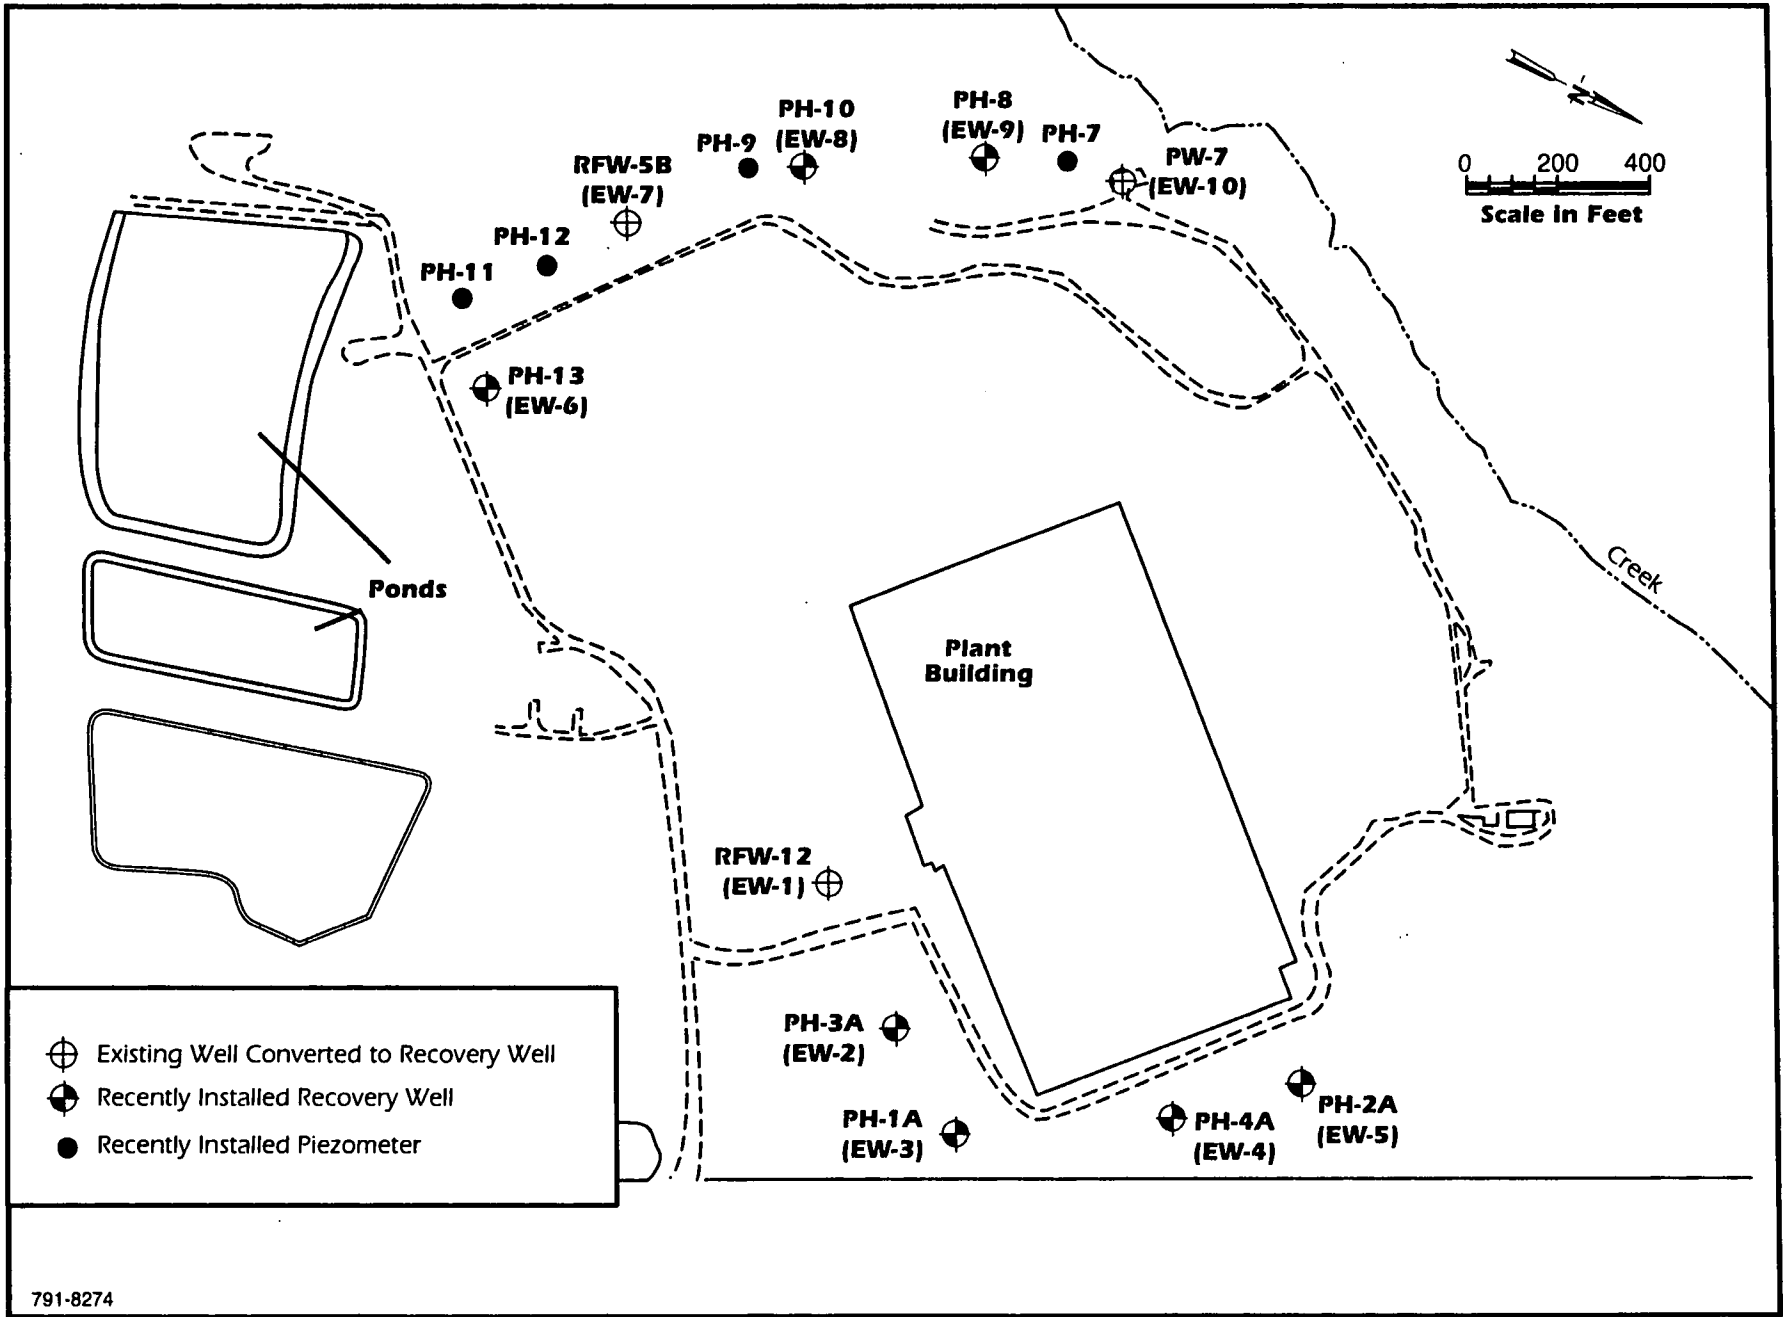 PH-10
(EW-8)
PH-8
(EW-9)
PH-9
PH-7
RFW-5B
(EW-7)
PW-7
(EW-10)
N
0 200 400
Scale in Feet
PH-12
PH-11
PH-13
(EW-6)
Ponds
Creek
Plant
Building
RFW-12
(EW-1)
PH-3A
(EW-2)
PH-1A
(EW-3)
PH-4A
(EW-4)
PH-2A
(EW-5)
Existing Well Converted to Recovery Well
Recently Installed Recovery Well
Recently Installed Piezometer
791-8274